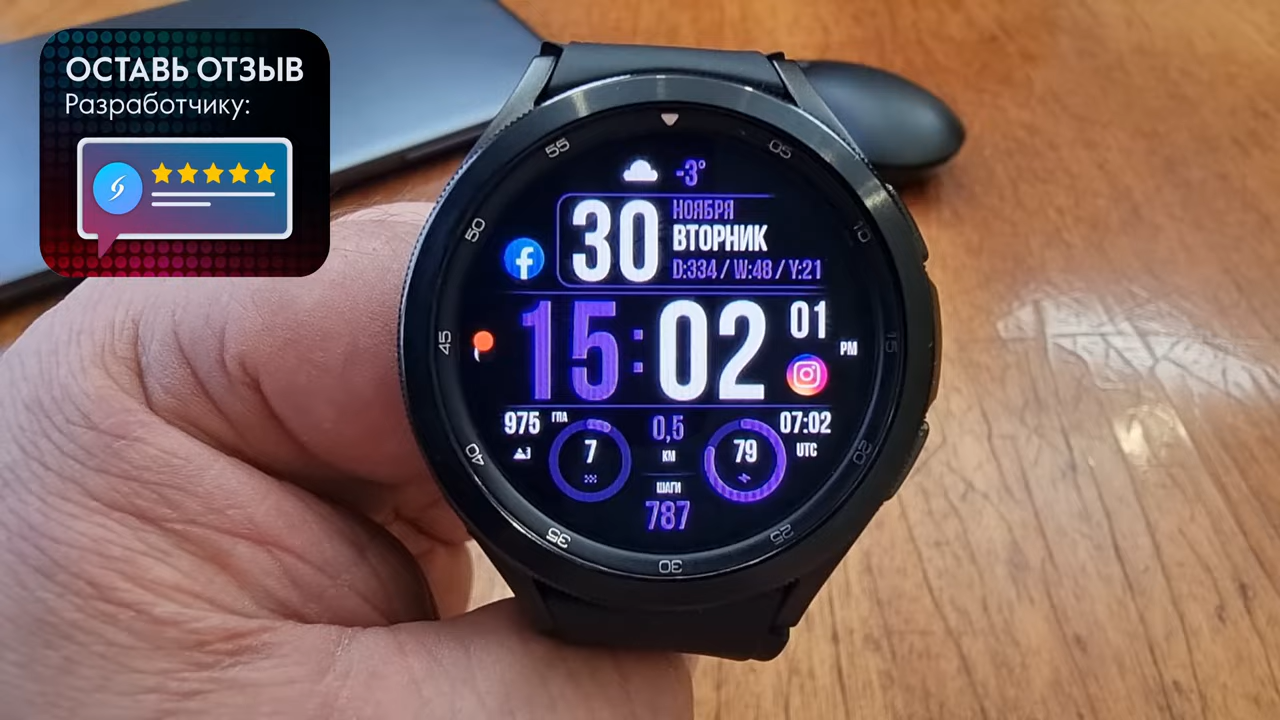 ОСТАВЬ ОТЗЫВ
Разработчику:
55
05
10
15
20
25
30
35
40
45
50
-3°
30
НОЯБРЯ
ВТОРНИК
D:334 / W:48 / Y:21
15:02
01
PM
975 ГПА
7
0,5
КМ
79
07:02
UTC
ШАГИ
787